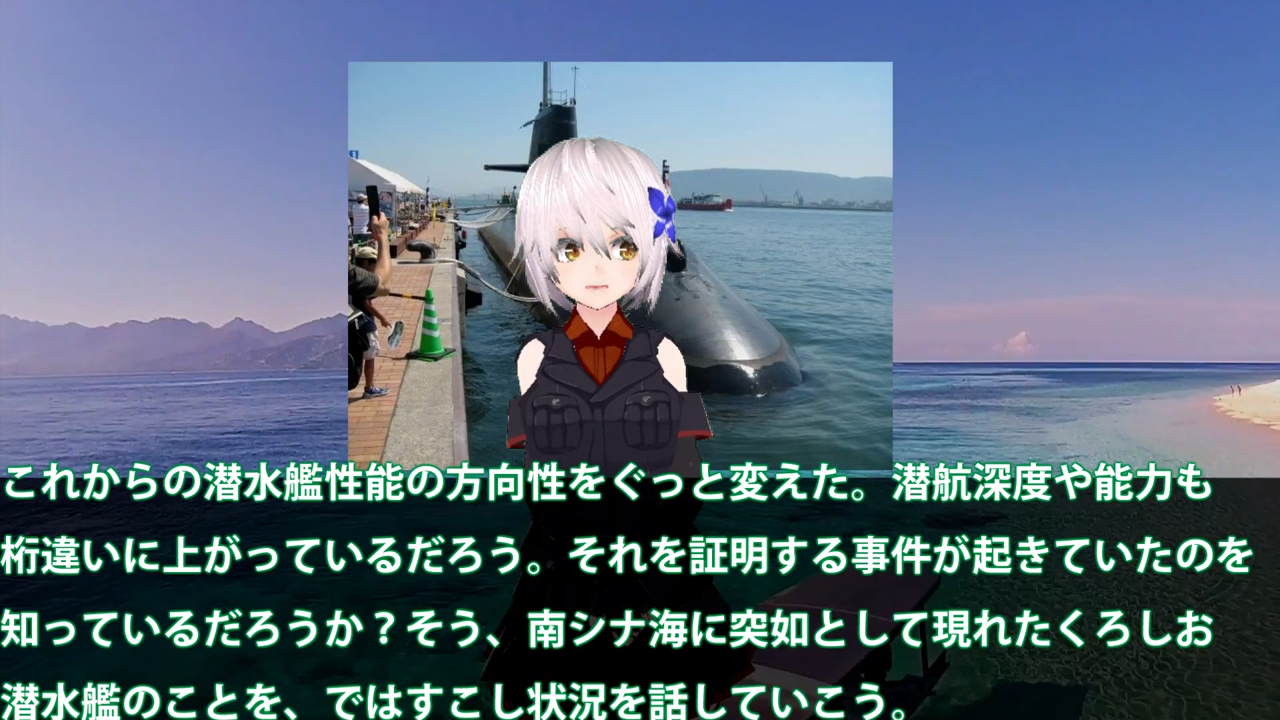 これからの潜水艦性能の方向性をぐっと変えた。潜航深度や能力も
桁違いに上がっているだろう。それを証明する事件が起きていたのを
知っているだろうか？そう、南シナ海に突如として現れたくろしお
潜水艦のことを、ではすこし状況を話していこう。